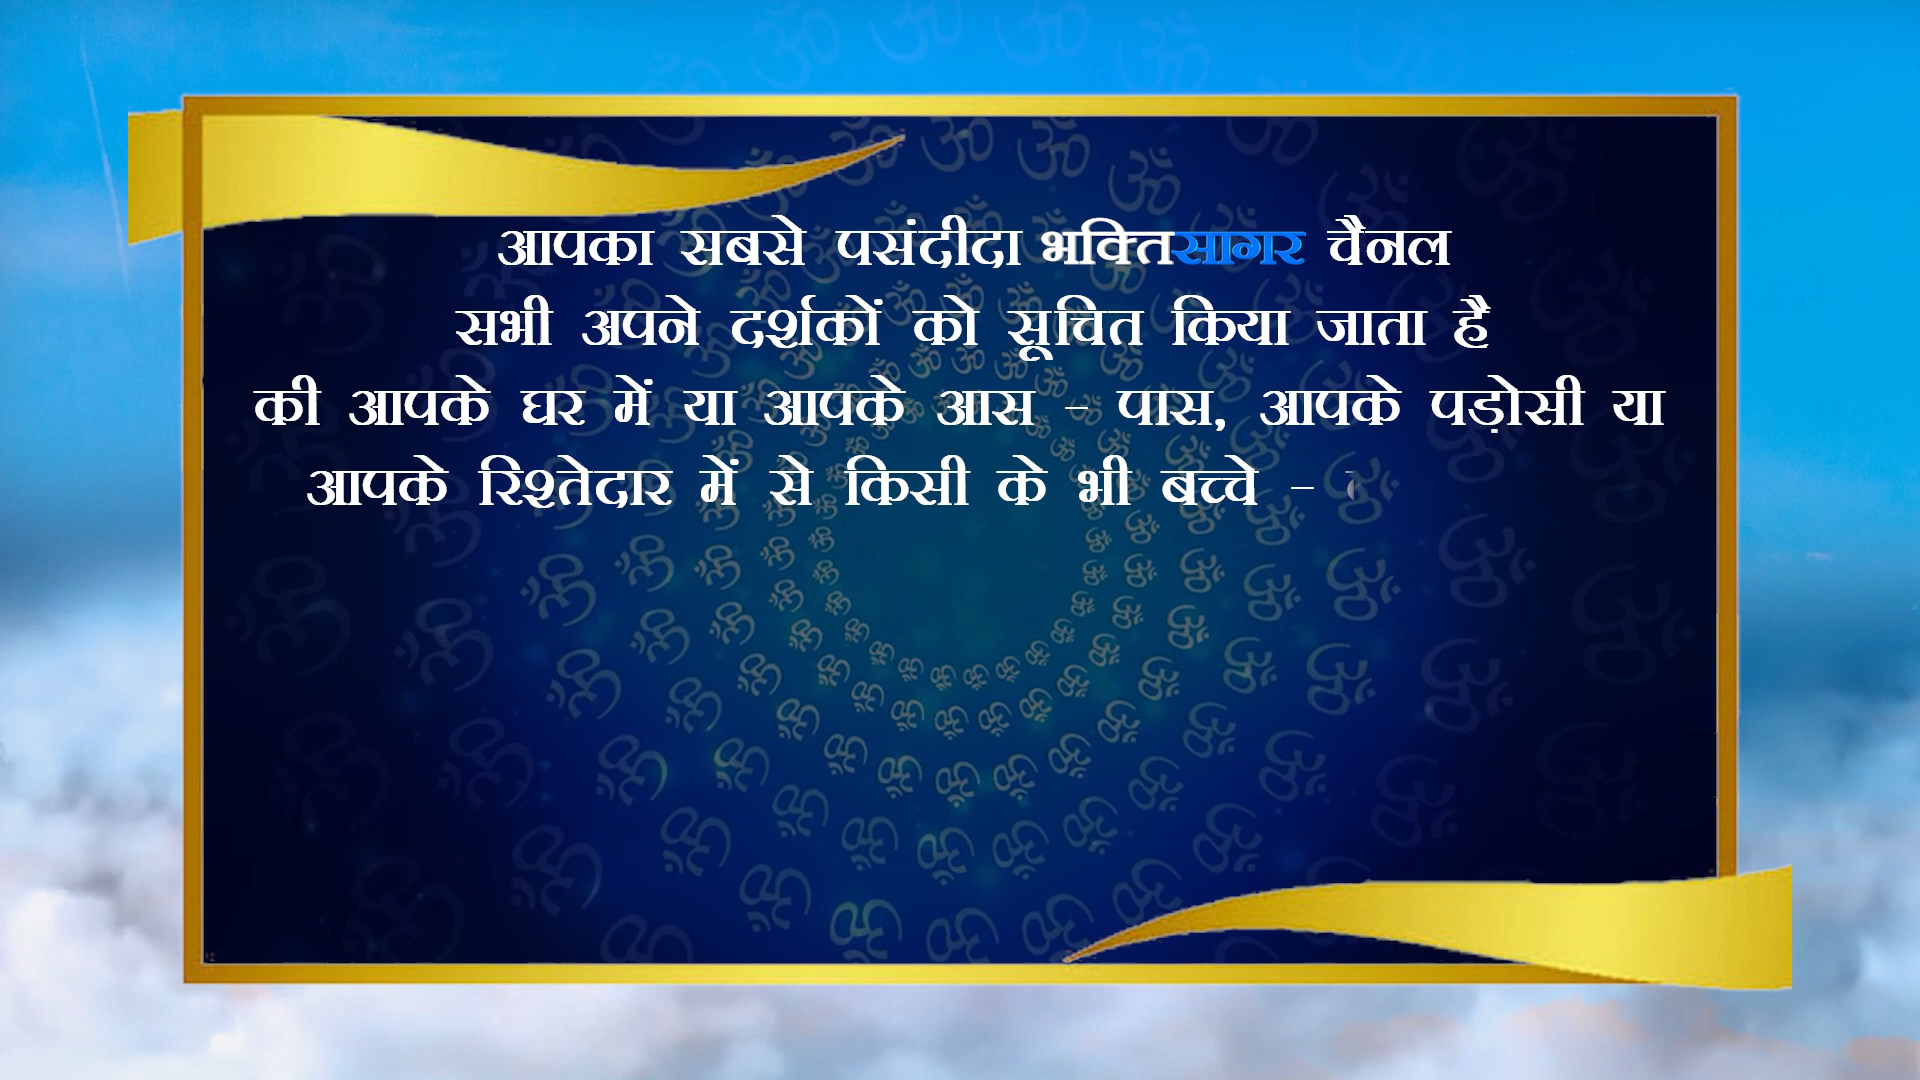 आपका सबसे पसंदीदा भक्तिसागर चैनल
सभी अपने दर्शकों को सूचित किया जाता है
की आपके घर में या आपके आस - पास, आपके पड़ोसी या
आपके रिश्तेदार में से किसी के भी बच्चे -